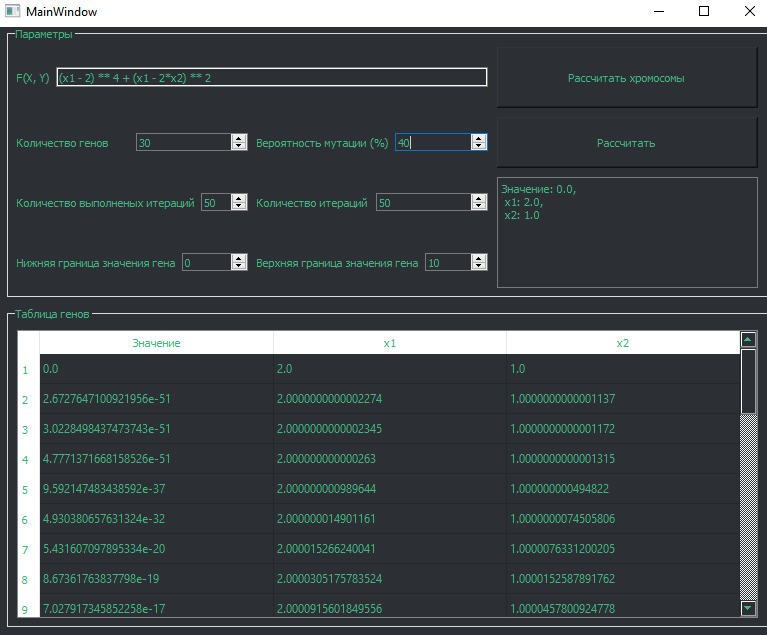 MainWindow
Параметры
F(X, Y) (x1 - 2) ** 4 + (x1 - 2*x2) ** 2
Рассчитать хромосомы
Количество генов 30 Вероятность мутации (%) 40
Рассчитать
Количество выполненых итераций 50 Количество итераций 50
Значение: 0.0,
x1: 2.0,
x2: 1.0
Нижняя граница значения гена 0 Верхняя граница значения гена 10
Таблица генов
Значение x1 x2
1 0.0 2.0 1.0
2 2.6727647100921956e-51 2.0000000000002274 1.0000000000001137
3 3.0228498437473743e-51 2.0000000000002345 1.0000000000001172
4 4.7771371668158526e-51 2.000000000000263 1.0000000000001315
5 9.592147483438592e-37 2.000000000989644 1.000000000494822
6 4.930380657631324e-32 2.000000014901161 1.0000000074505806
7 5.431607097895334e-20 2.000015266240041 1.0000076331200205
8 8.67361763837798e-19 2.0000305175783524 1.0000152587891762
9 7.027917345852258e-17 2.0000915601849556 1.0000457800924778